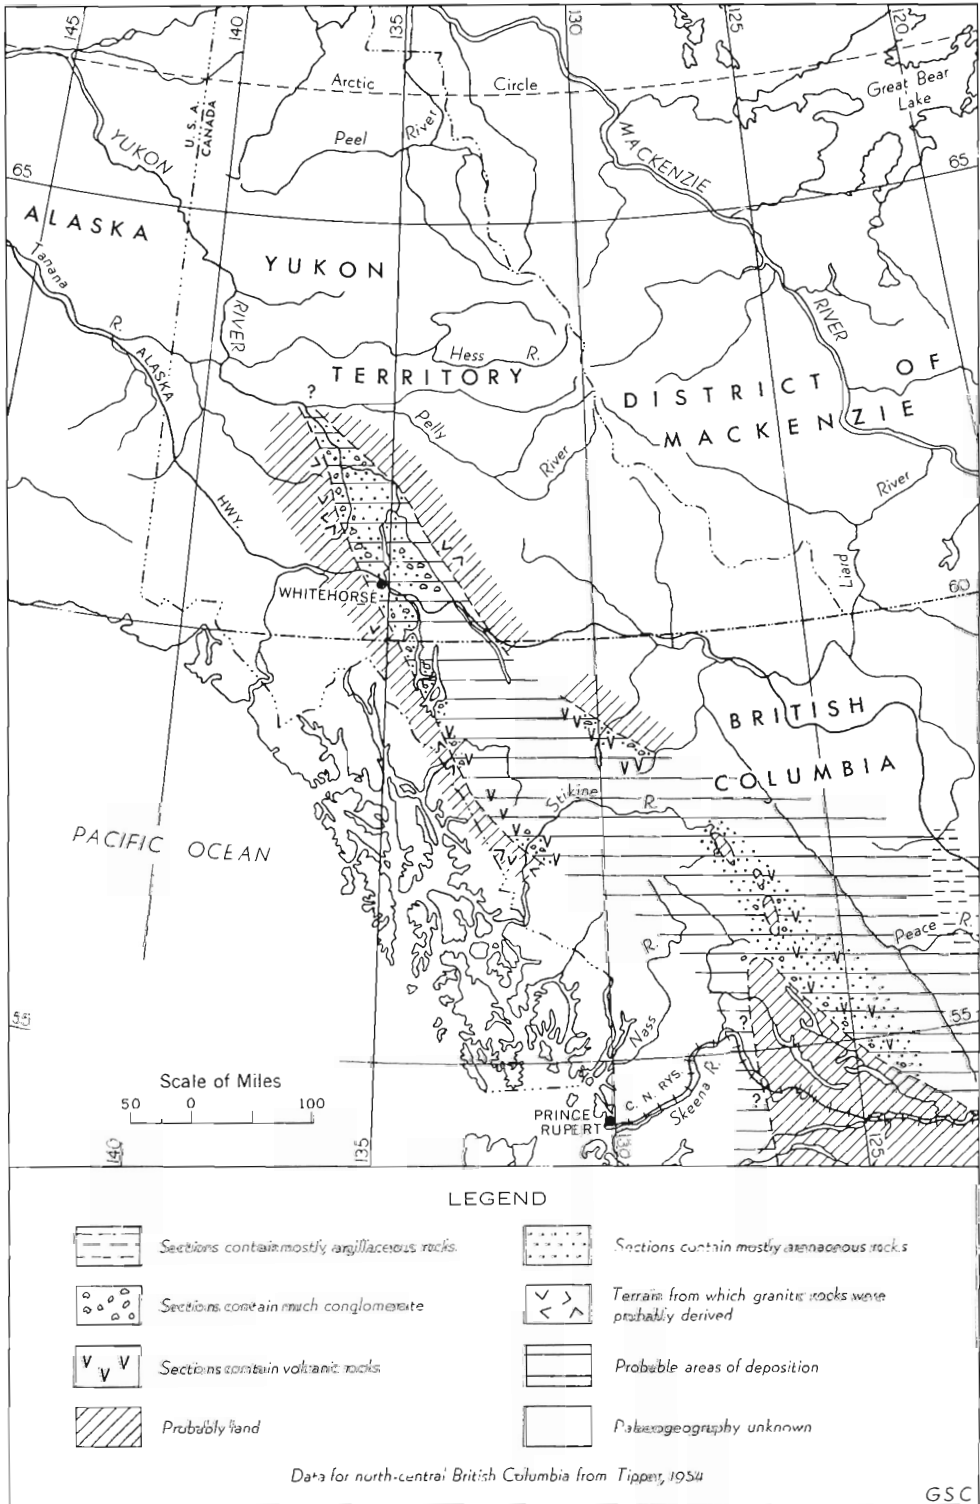 145
140
135
130
125
120
Arctic Circle
Great Bear
Lake
U.S.A.
CANADA
YUKON
Peel River
MACKENZIE
65
65
ALASKA
YUKON
Tanana
R.
RIVER
RIVER
ALASKA
Hess R.
TERRITORY
DISTRICT OF
MACKENZIE
?
Pelly
River
River
HWY.
Liard
WHITEHORSE
60
BRITISH
COLUMBIA
Stikine R.
PACIFIC OCEAN
Peace R.
R.
Nass
55
55
?
?
Scale of Miles
50 0 100
C. N. RYS.
Skeena R.
PRINCE
RUPERT
140
135
130
125
LEGEND
Sections contain mostly argillaceous rocks
Sections contain mostly arenaceous rocks
Sections contain much conglomerate
Terrain from which granitic rocks were
probably derived
Sections contain volcanic rocks
Probable areas of deposition
Probably land
Palaeogeography unknown
Data for north-central British Columbia from Tipper, 1954
GSC